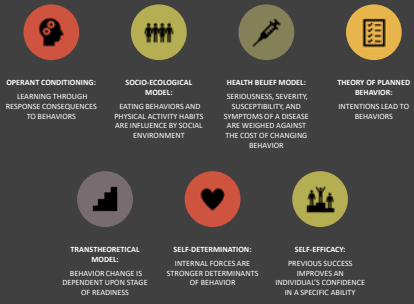 OPERANT CONDITIONING:
LEARNING THROUGH
RESPONSE CONSEQUENCES
TO BEHAVIORS
SOCIO-ECOLOGICAL
MODEL:
EATING BEHAVIORS AND
PHYSICAL ACTIVITY HABITS
ARE INFLUENCE BY SOCIAL
ENVIRONMENT
HEALTH BELIEF MODEL:
SERIOUSNESS, SEVERITY,
SUSCEPTIBILITY, AND
SYMPTOMS OF A DISEASE
ARE WEIGHED AGAINST
THE COST OF CHANGING
BEHAVIOR
THEORY OF PLANNED
BEHAVIOR:
INTENTIONS LEAD TO
BEHAVIORS
TRANSTHEORETICAL
MODEL:
BEHAVIOR CHANGE IS
DEPENDENT UPON STAGE
OF READINESS
SELF-DETERMINATION:
INTERNAL FORCES ARE
STRONGER DETERMINANTS
OF BEHAVIOR
SELF-EFFICACY:
PREVIOUS SUCCESS
IMPROVES AN
INDIVIDUAL'S CONFIDENCE
IN A SPECIFIC ABILITY